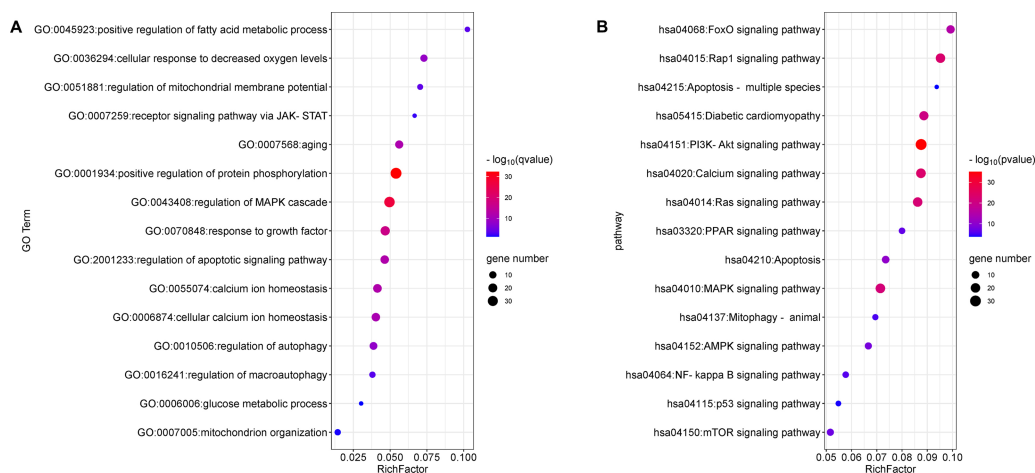 A
GO Term
GO:0045923:positive regulation of fatty acid metabolic process
GO:0036294:cellular response to decreased oxygen levels
GO:0051881:regulation of mitochondrial membrane potential
GO:0007259:receptor signaling pathway via JAK- STAT
GO:0007568:aging
GO:0001934:positive regulation of protein phosphorylation
GO:0043408:regulation of MAPK cascade
GO:0070848:response to growth factor
GO:2001233:regulation of apoptotic signaling pathway
GO:0055074:calcium ion homeostasis
GO:0006874:cellular calcium ion homeostasis
GO:0010506:regulation of autophagy
GO:0016241:regulation of macroautophagy
GO:0006006:glucose metabolic process
GO:0007005:mitochondrion organization
0.025 0.050 0.075 0.100
RichFactor
- log10(qvalue)
30
20
10
gene number
10
20
30
B
pathway
hsa04068:FoxO signaling pathway
hsa04015:Rap1 signaling pathway
hsa04215:Apoptosis - multiple species
hsa05415:Diabetic cardiomyopathy
hsa04151:PI3K- Akt signaling pathway
hsa04020:Calcium signaling pathway
hsa04014:Ras signaling pathway
hsa03320:PPAR signaling pathway
hsa04210:Apoptosis
hsa04010:MAPK signaling pathway
hsa04137:Mitophagy - animal
hsa04152:AMPK signaling pathway
hsa04064:NF- kappa B signaling pathway
hsa04115:p53 signaling pathway
hsa04150:mTOR signaling pathway
0.05 0.06 0.07 0.08 0.09 0.10
RichFactor
- log10(pvalue)
30
20
10
gene number
10
20
30